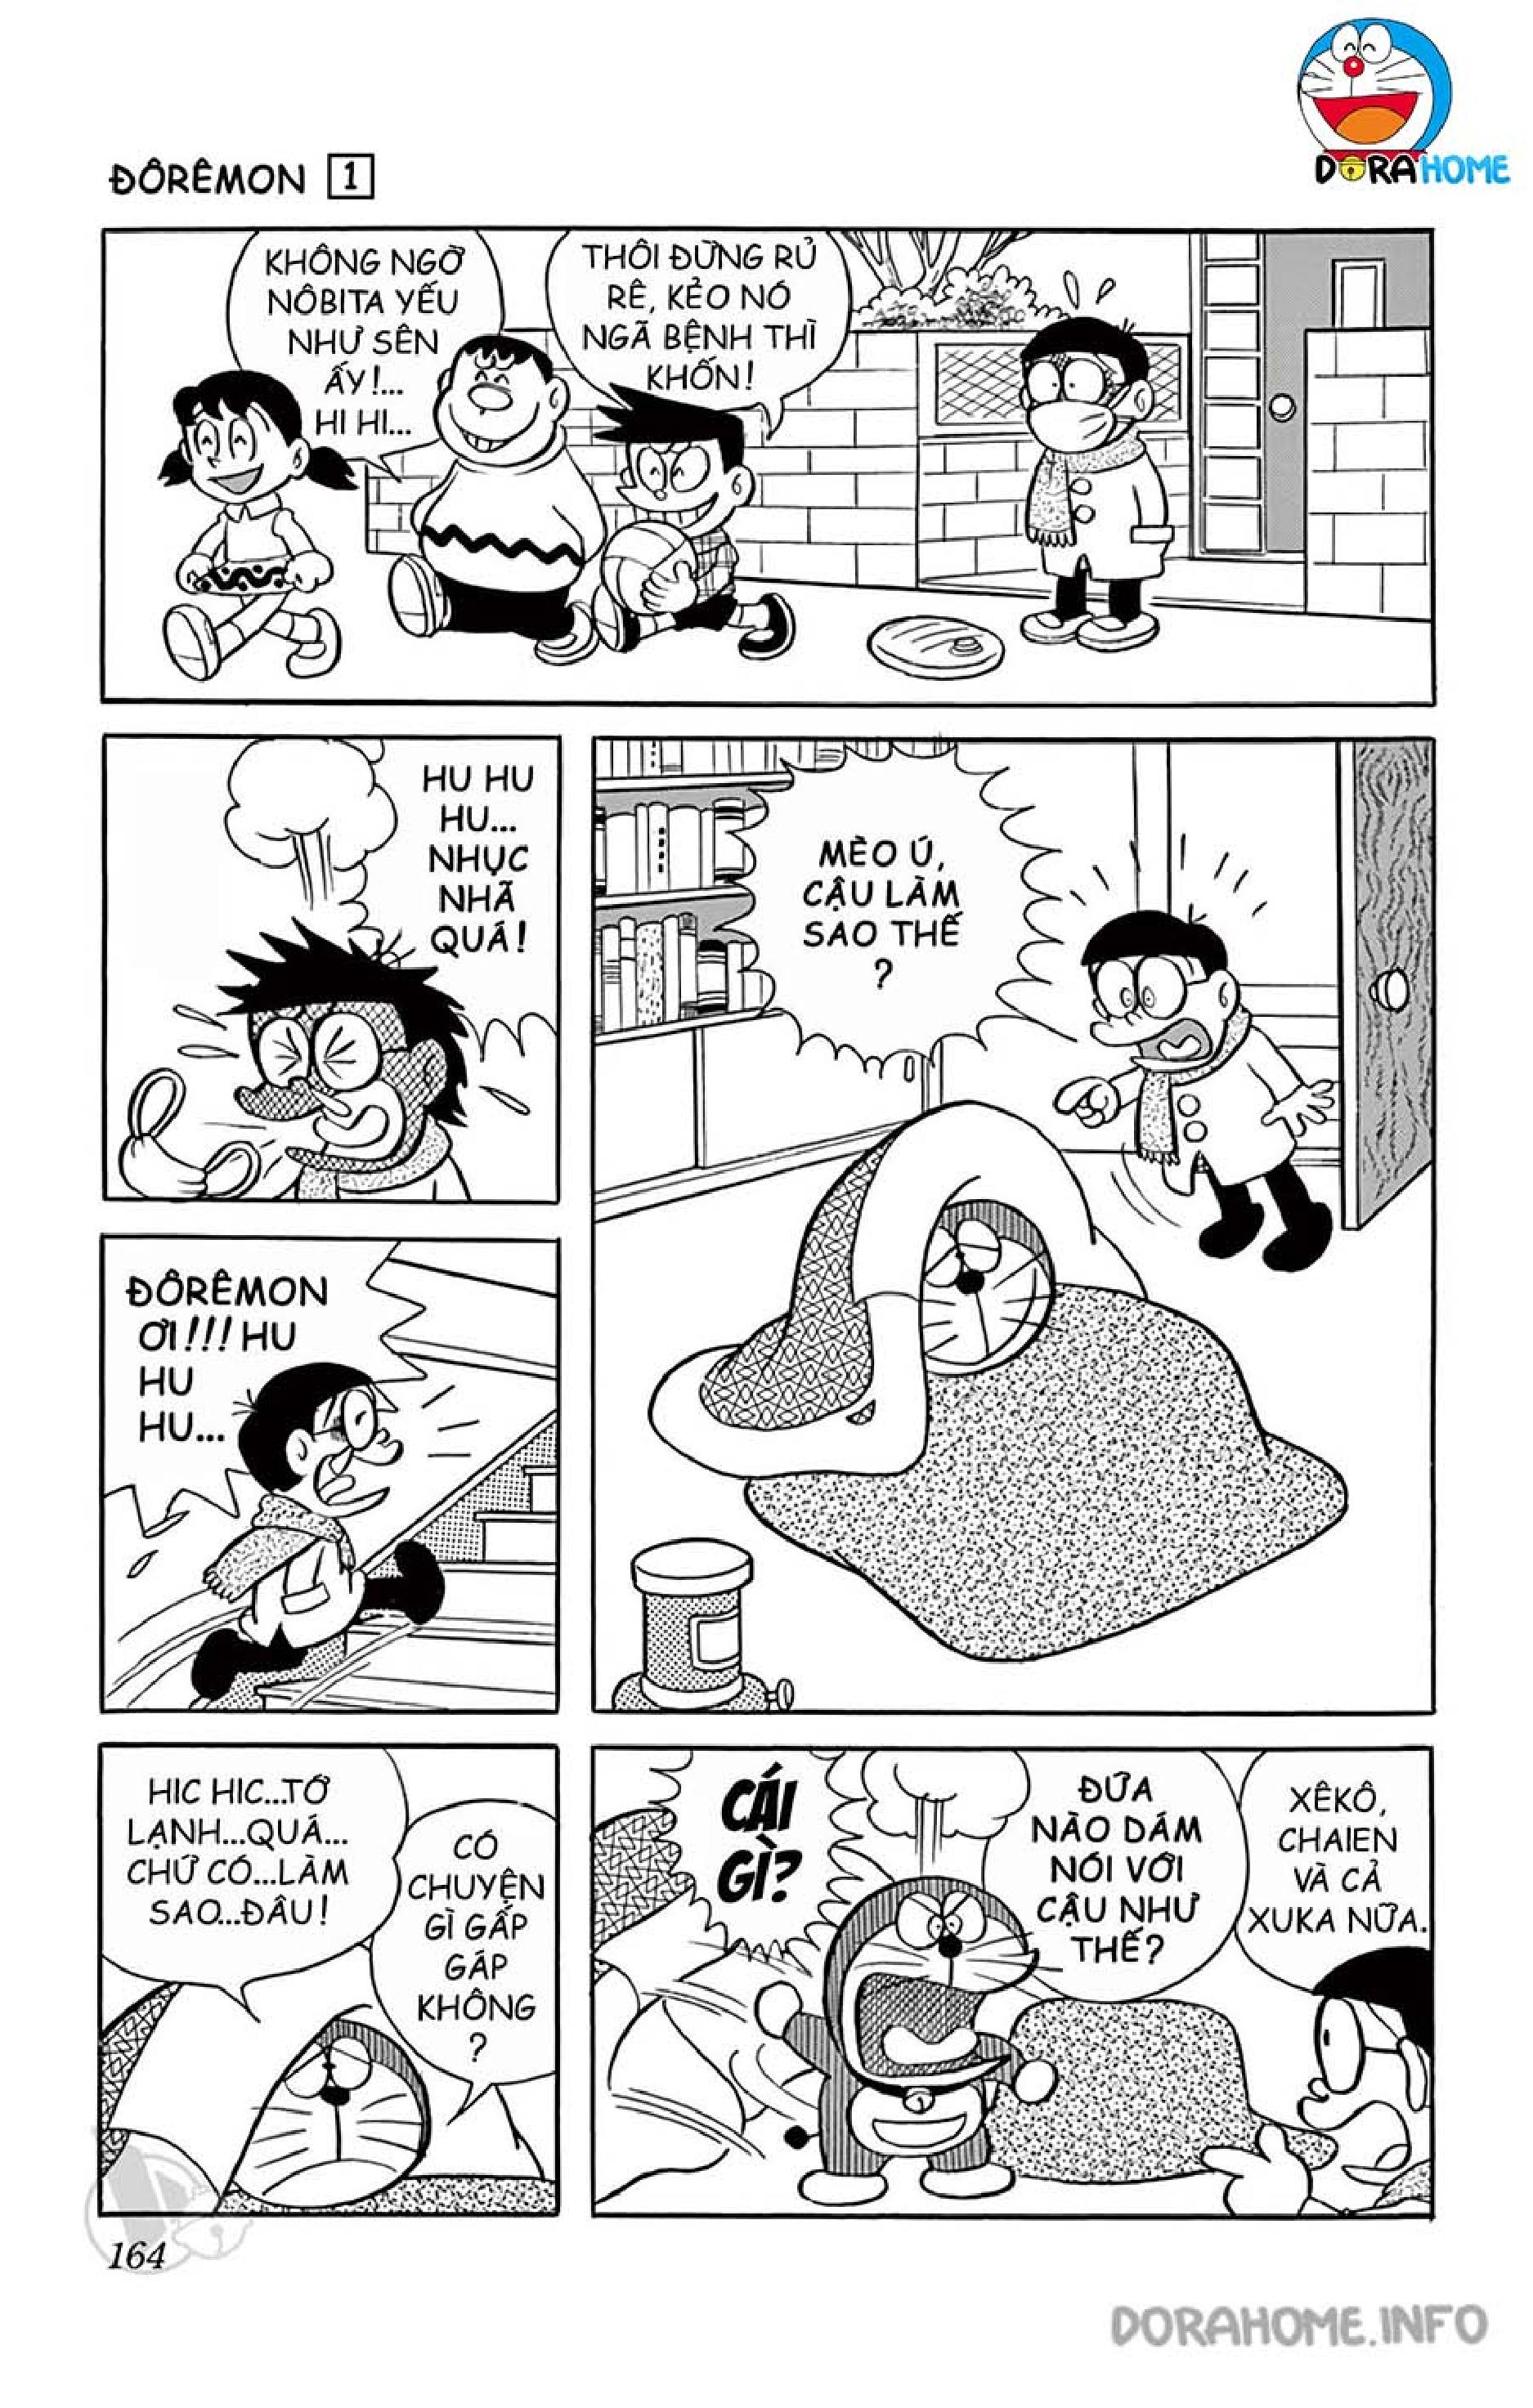 DORAHOME
ĐÔRÊMON 1
KHÔNG NGỜ
NÔBITA YẾU
NHƯ SÊN
ẤY!...
HI HI...
THÔI ĐỪNG RỦ
RÊ, KẺO NÓ
NGÃ BỆNH THÌ
KHỐN!
HU HU
HU...
NHỤC
NHÃ
QUÁ!
ĐÔRÊMON
ƠI!!! HU
HU
HU...
MÈO Ú,
CẬU LÀM
SAO THẾ
?
HIC HIC...TỚ
LẠNH...QUÁ...
CHỨ CÓ...LÀM
SAO...ĐÂU!
CÓ
CHUYỆN
GÌ GẤP
GÁP
KHÔNG
?
CÁI
GÌ?
ĐỨA
NÀO DÁM
NÓI VỚI
CẬU NHƯ
THẾ?
XÊKÔ,
CHAIEN
VÀ CẢ
XUKA NỮA.
164
DORAHOME.INFO